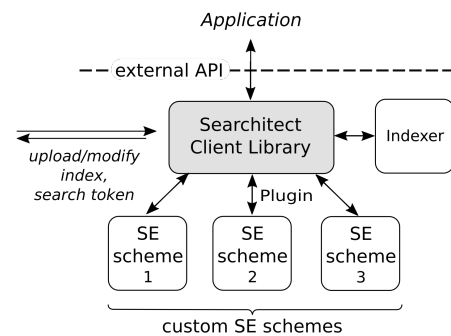 Application
external API
Searchitect
Client Library
Indexer
upload/modify
index,
search token
Plugin
SE
scheme
1
SE
scheme
2
SE
scheme
3
custom SE schemes